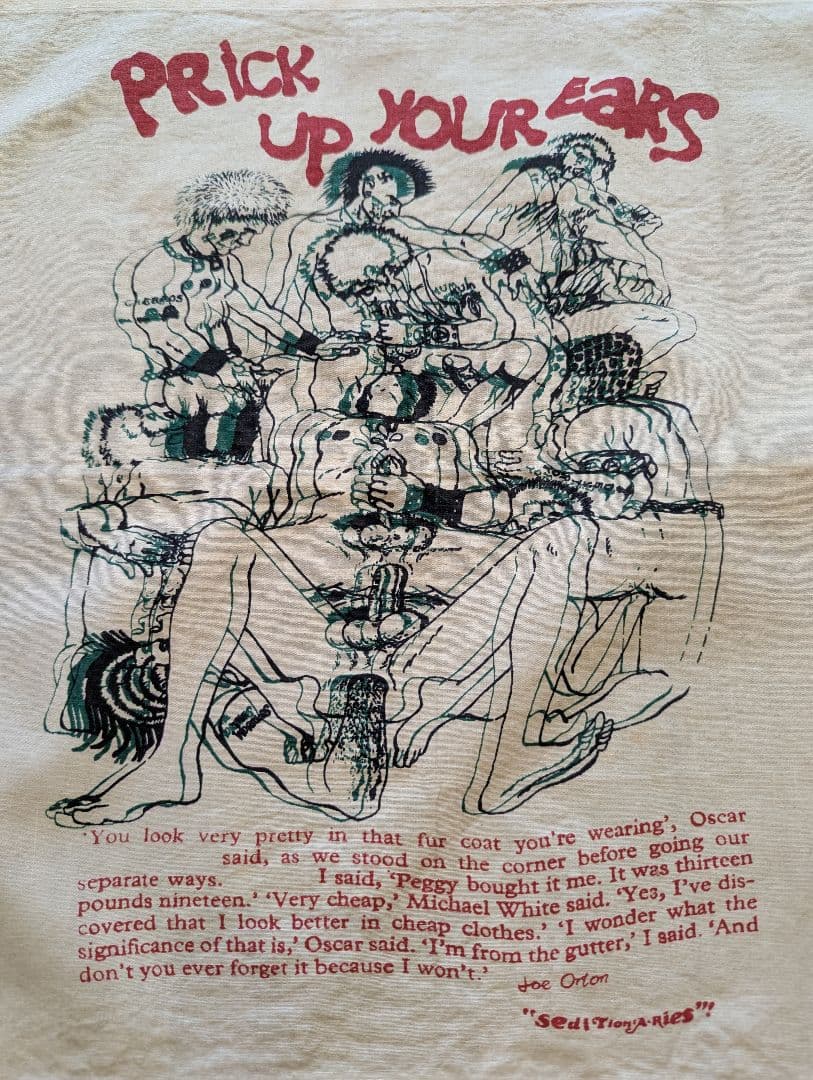 PRICK
UP YOUR EARS
'You look very pretty in that fur coat you're wearing', Oscar
said, as we stood on the corner before going our
separate ways. I said, 'Peggy bought it me. It was thirteen
pounds nineteen.' 'Very cheap,' Michael White said. 'Yes, I've dis-
covered that I look better in cheap clothes.' 'I wonder what the
significance of that is,' Oscar said. 'I'm from the gutter,' I said. 'And
don't you ever forget it because I won't.'
Joe Orton
"sediTionARies"!